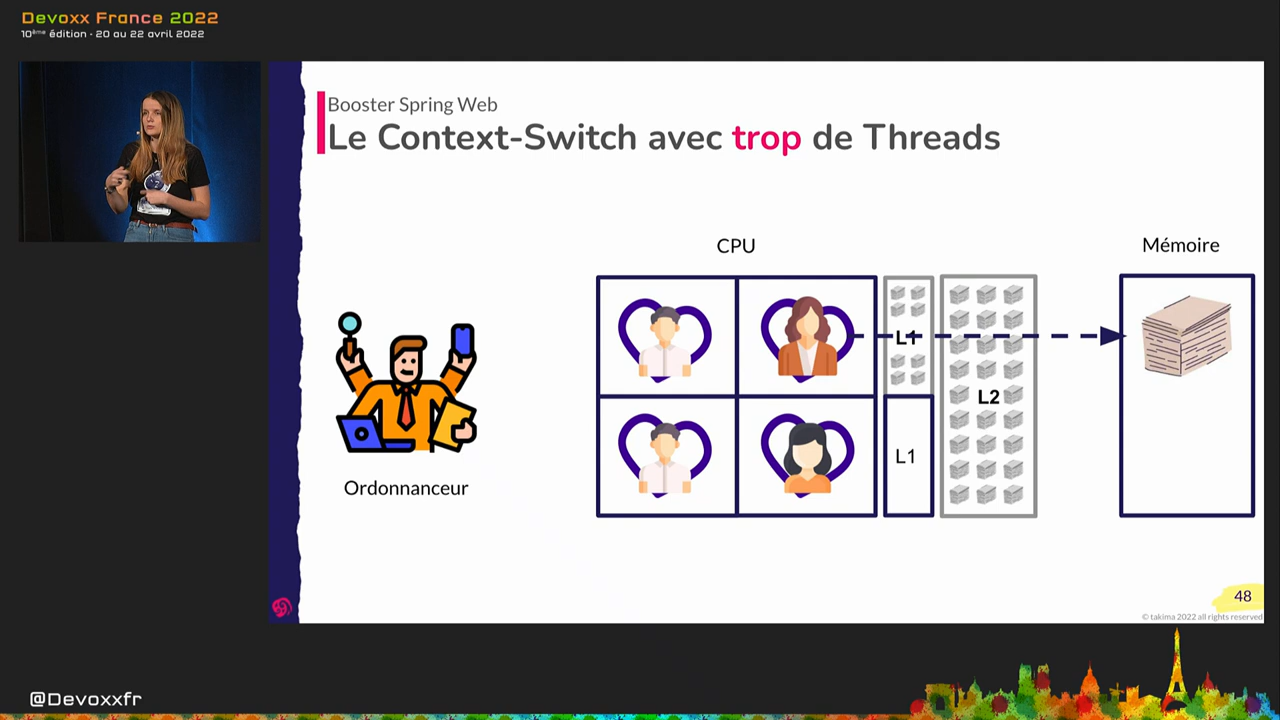 Devoxx France 2022
10ème édition - 20 au 22 avril 2022
Booster Spring Web
Le Context-Switch avec trop de Threads
CPU
Mémoire
L1
L2
L1
Ordonnanceur
48
© takima 2022 all rights reserved
@Devoxxfr